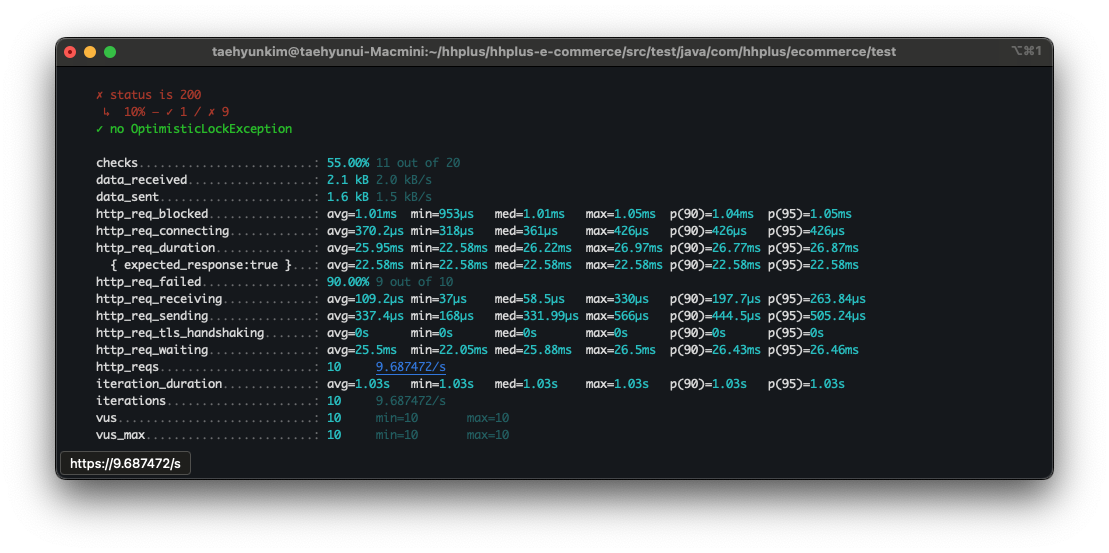 taehyunkim@taehyunui-Macmini:~/hhplus/hhplus-e-commerce/src/test/java/com/hhplus/ecommerce/test ⌥⌘1
✗ status is 200
↳ 10% — ✓ 1 / ✗ 9
✓ no OptimisticLockException
checks.........................: 55.00% 11 out of 20
data_received..................: 2.1 kB 2.0 kB/s
data_sent......................: 1.6 kB 1.5 kB/s
http_req_blocked...............: avg=1.01ms min=953µs med=1.01ms max=1.05ms p(90)=1.04ms p(95)=1.05ms
http_req_connecting............: avg=370.2µs min=318µs med=361µs max=426µs p(90)=426µs p(95)=426µs
http_req_duration..............: avg=25.95ms min=22.58ms med=26.22ms max=26.97ms p(90)=26.77ms p(95)=26.87ms
{ expected_response:true }...: avg=22.58ms min=22.58ms med=22.58ms max=22.58ms p(90)=22.58ms p(95)=22.58ms
http_req_failed................: 90.00% 9 out of 10
http_req_receiving.............: avg=109.2µs min=37µs med=58.5µs max=330µs p(90)=197.7µs p(95)=263.84µs
http_req_sending...............: avg=337.4µs min=168µs med=331.99µs max=566µs p(90)=444.5µs p(95)=505.24µs
http_req_tls_handshaking.......: avg=0s min=0s med=0s max=0s p(90)=0s p(95)=0s
http_req_waiting...............: avg=25.5ms min=22.05ms med=25.88ms max=26.5ms p(90)=26.43ms p(95)=26.46ms
http_reqs......................: 10 9.687472/s
iteration_duration.............: avg=1.03s min=1.03s med=1.03s max=1.03s p(90)=1.03s p(95)=1.03s
iterations.....................: 10 9.687472/s
vus............................: 10 min=10 max=10
vus_max........................: 10 min=10 max=10
https://9.687472/s